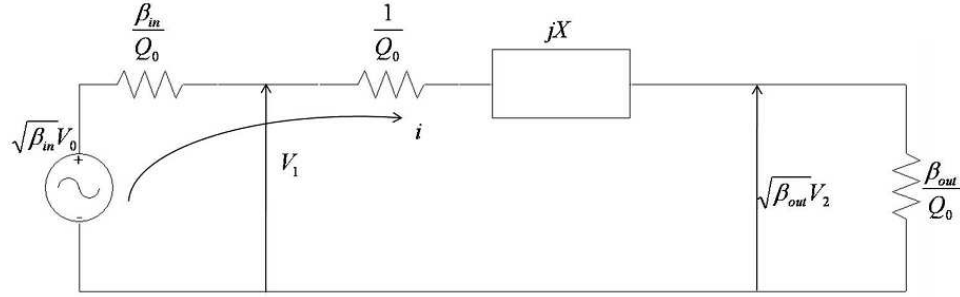 β_in/Q_0
1/Q_0
jX
√β_in V_0
+
-
i
V_1
√β_out V_2
β_out/Q_0